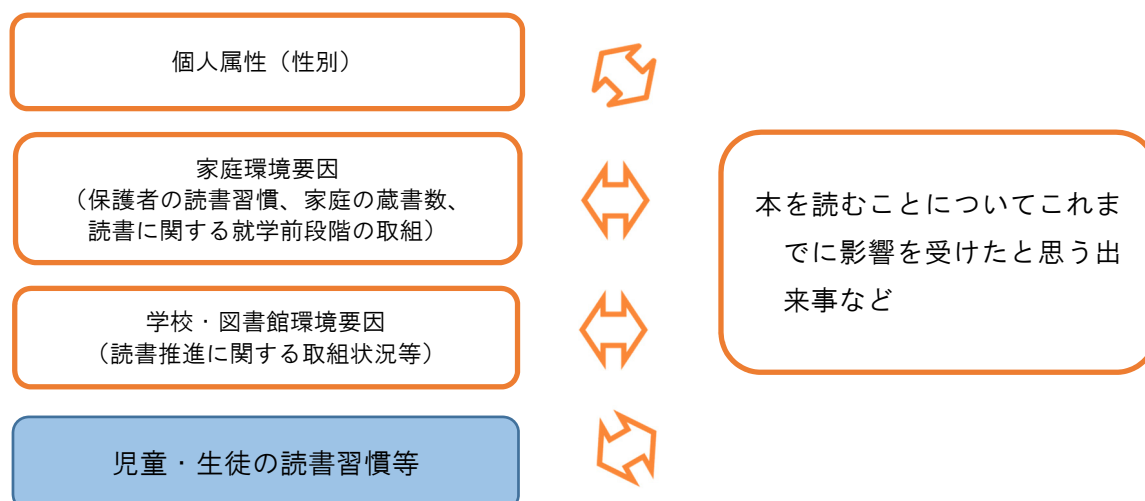 個人属性（性別）
家庭環境要因
（保護者の読書習慣、家庭の蔵書数、
読書に関する就学前段階の取組）
学校・図書館環境要因
（読書推進に関する取組状況等）
児童・生徒の読書習慣等
本を読むことについてこれま
でに影響を受けたと思う出
来事など